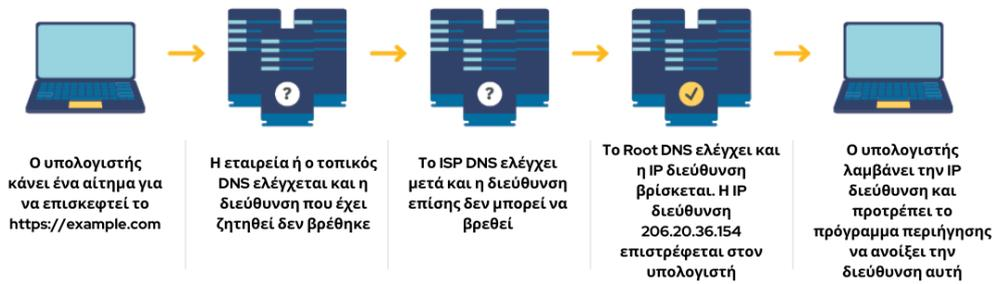 Ο υπολογιστής
κάνει ένα αίτημα για
να επισκεφτεί το
https://example.com
Η εταιρεία ή ο τοπικός
DNS ελέγχεται και η
διεύθυνση που έχει
ζητηθεί δεν βρέθηκε
Το ISP DNS ελέγχει
μετά και η διεύθυνση
επίσης δεν μπορεί να
βρεθεί
Το Root DNS ελέγχει και
η IP διεύθυνση
βρίσκεται. Η IP
διεύθυνση
206.20.36.154
επιστρέφεται στον
υπολογιστή
Ο υπολογιστής
λαμβάνει την IP
διεύθυνση και
προτρέπει το
πρόγραμμα περιήγησης
να ανοίξει την
διεύθυνση αυτή